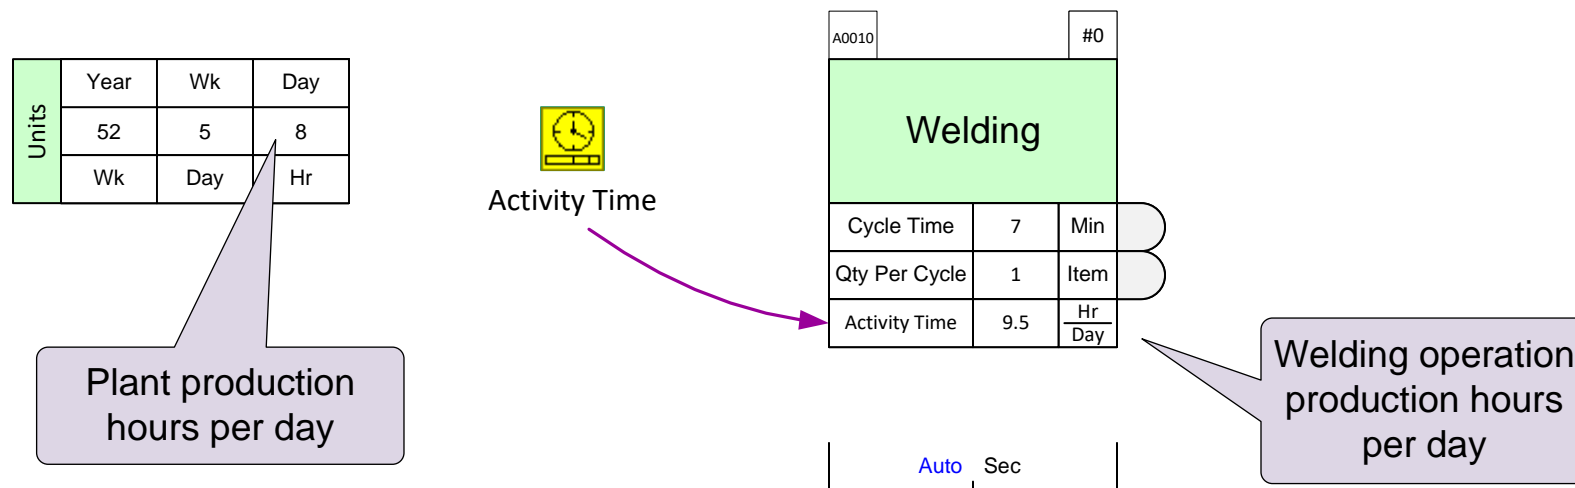 Units
Year Wk Day
52 5 8
Wk Day Hr
Plant production
hours per day
Activity Time
A0010 #0
Welding
Cycle Time 7 Min
Qty Per Cycle 1 Item
Activity Time 9.5 Hr
Day
Welding operation
production hours
per day
Auto Sec